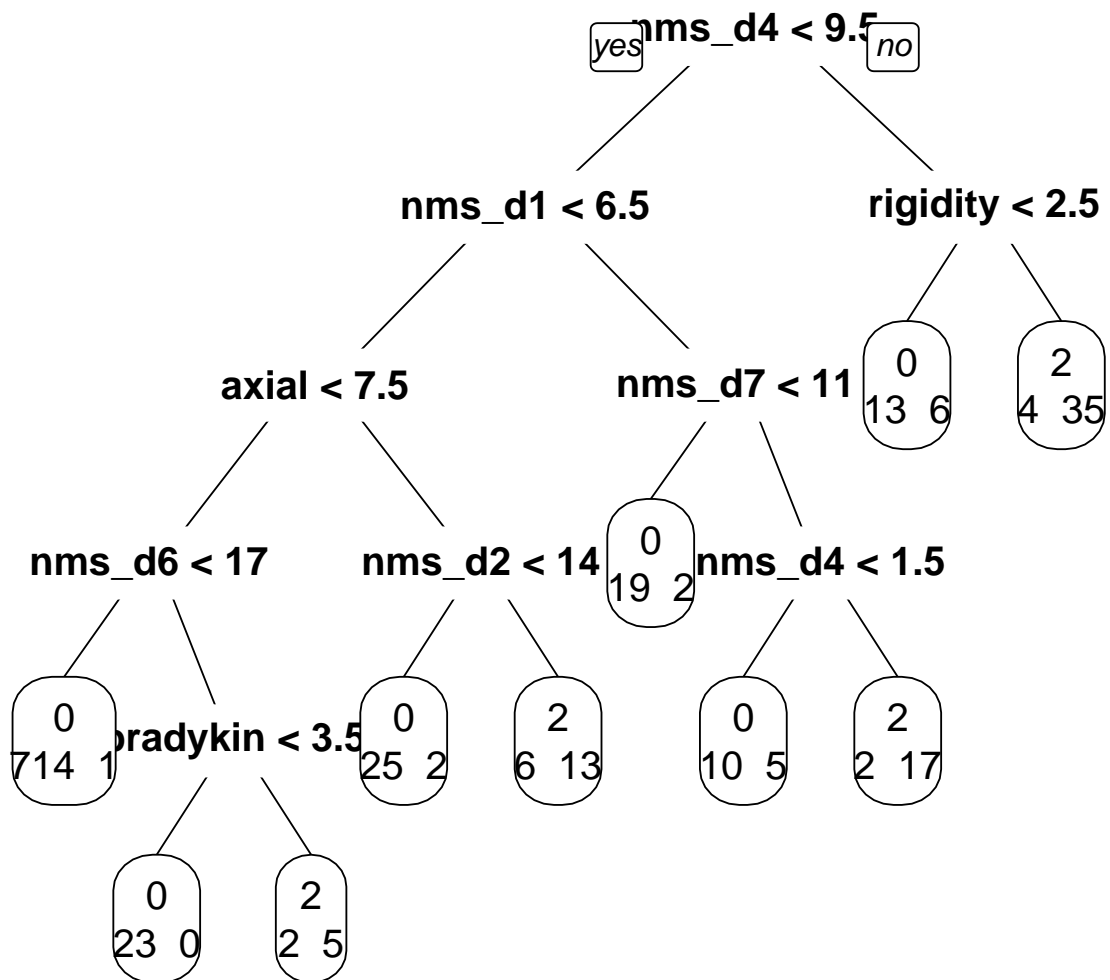 nms_d4 < 9.5
yes
no
nms_d1 < 6.5
rigidity < 2.5
axial < 7.5
nms_d7 < 11
0
13 6
2
4 35
nms_d6 < 17
nms_d2 < 14
0
19 2
nms_d4 < 1.5
0
714 1
bradykin < 3.5
0
25 2
2
6 13
0
10 5
2
2 17
0
23 0
2
2 5